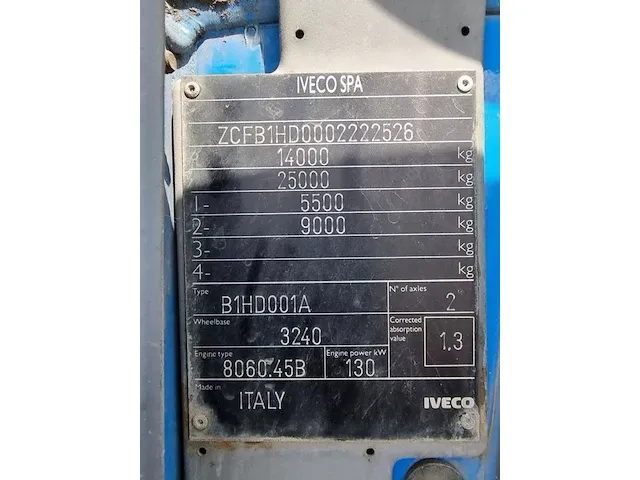 IVECO SPA
ZCFB1HD0002222526
14000 kg
25000 kg
1- 5500 kg
2- 9000 kg
3- kg
4- kg
Type B1HD001A N° of axles 2
Wheelbase 3240 Corrected absorption value 1,3
Engine type 8060.45B Engine power kW 130
Made in ITALY IVECO